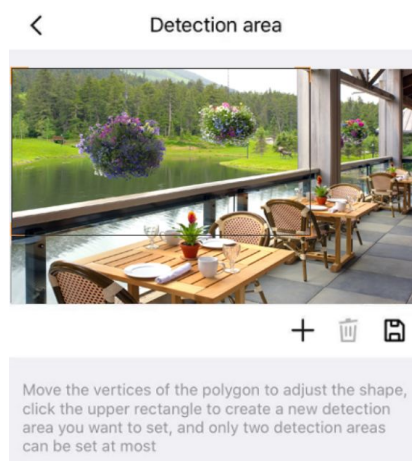 Detection area
Move the vertices of the polygon to adjust the shape,
click the upper rectangle to create a new detection
area you want to set, and only two detection areas
can be set at most